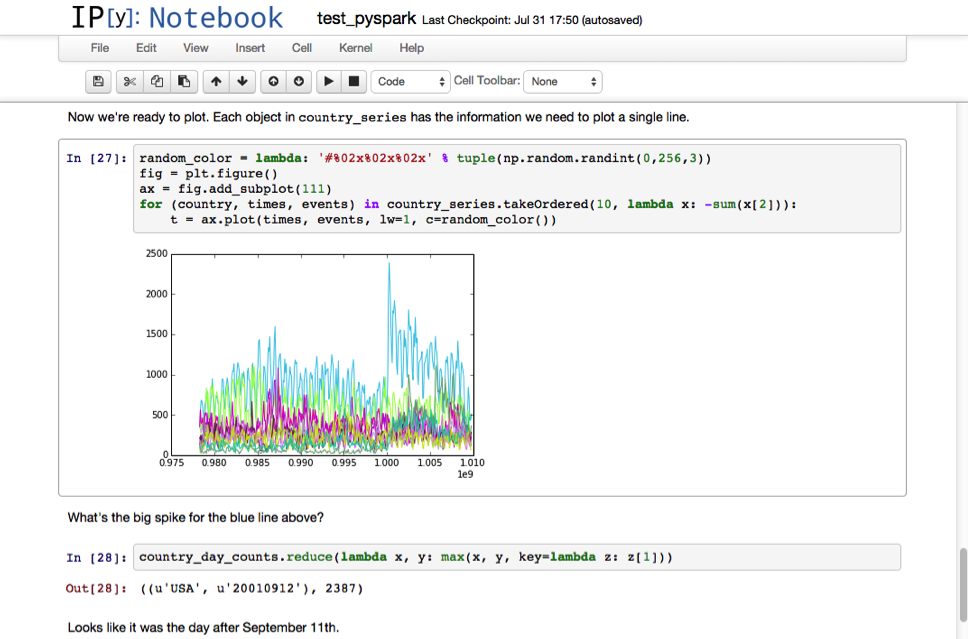 IP[y]: Notebook test_pyspark Last Checkpoint: Jul 31 17:50 (autosaved)
File Edit View Insert Cell Kernel Help
Code Cell Toolbar: None
Now we're ready to plot. Each object in country_series has the information we need to plot a single line.
In [27]: random_color = lambda: '#%02x%02x%02x' % tuple(np.random.randint(0,256,3))
fig = plt.figure()
ax = fig.add_subplot(111)
for (country, times, events) in country_series.takeOrdered(10, lambda x: -sum(x[2])):
    t = ax.plot(times, events, lw=1, c=random_color())
2500
2000
1500
1000
500
0
0.975 0.980 0.985 0.990 0.995 1.000 1.005 1.010
1e9
What's the big spike for the blue line above?
In [28]: country_day_counts.reduce(lambda x, y: max(x, y, key=lambda z: z[1]))
Out[28]: ((u'USA', u'20010912'), 2387)
Looks like it was the day after September 11th.